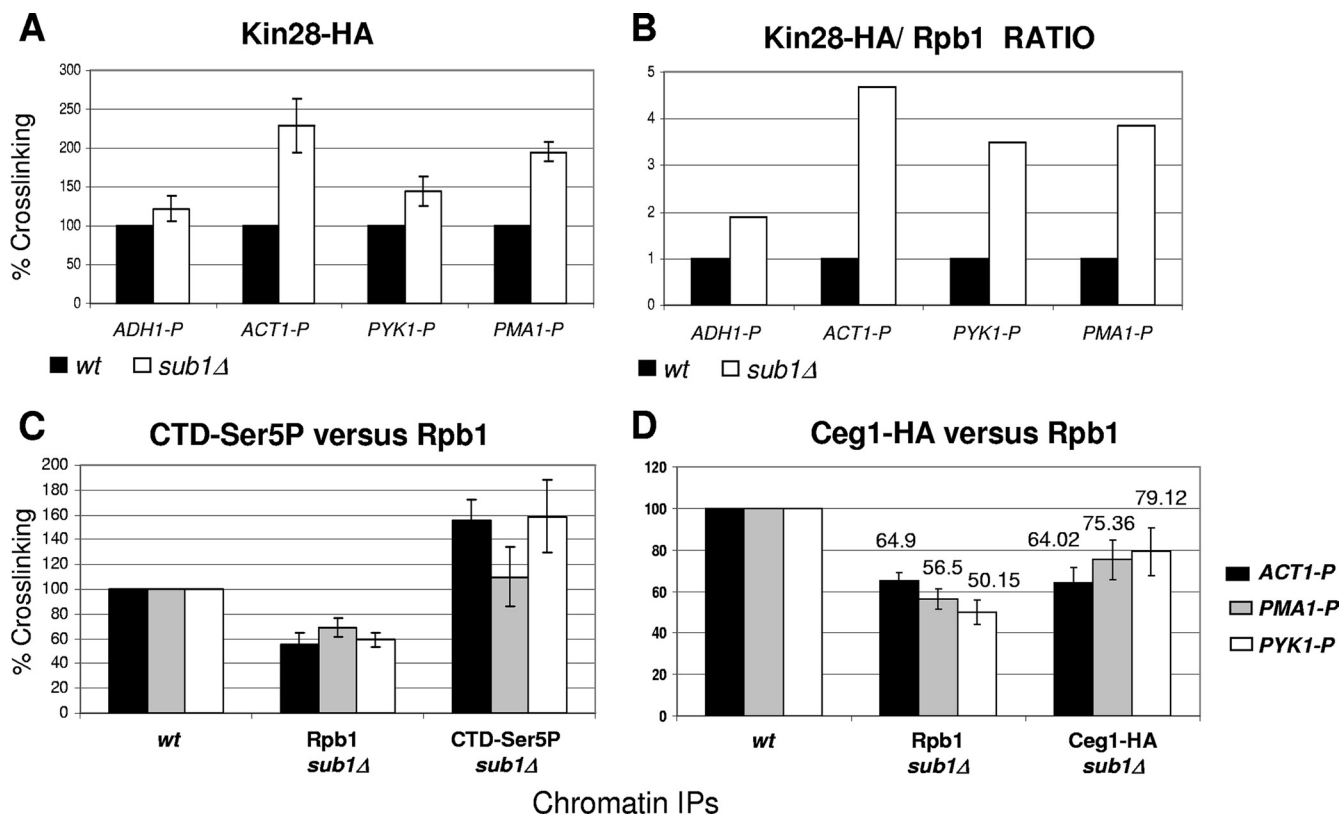 A
Kin28-HA
% Crosslinking
300
250
200
150
100
50
0
ADH1-P ACT1-P PYK1-P PMA1-P
wt sub1Δ
B
Kin28-HA/ Rpb1 RATIO
5
4
3
2
1
0
ADH1-P ACT1-P PYK1-P PMA1-P
wt sub1Δ
C
CTD-Ser5P versus Rpb1
% Crosslinking
200
180
160
140
120
100
80
60
40
20
0
wt Rpb1 CTD-Ser5P
sub1Δ sub1Δ
D
Ceg1-HA versus Rpb1
120
100
80
60
40
20
0
64.9
56.5
50.15
64.02
75.36
79.12
wt Rpb1 Ceg1-HA
sub1Δ sub1Δ
ACT1-P
PMA1-P
PYK1-P
Chromatin IPs